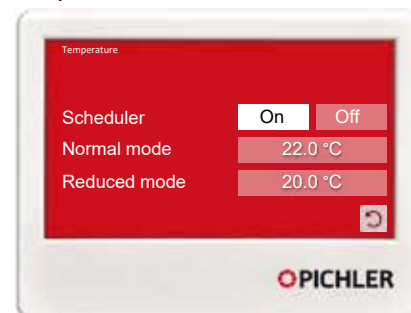 Temperature
Scheduler On Off
Normal mode 22.0 °C
Reduced mode 20.0 °C
PICHLER